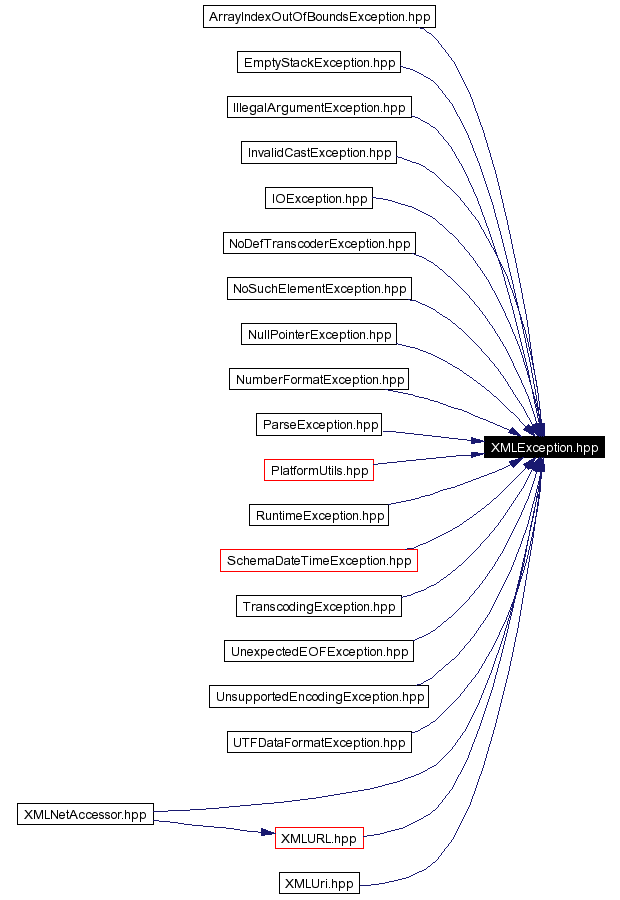 ArrayIndexOutOfBoundsException.hpp
EmptyStackException.hpp
IllegalArgumentException.hpp
InvalidCastException.hpp
IOException.hpp
NoDefTranscoderException.hpp
NoSuchElementException.hpp
NullPointerException.hpp
NumberFormatException.hpp
ParseException.hpp
XMLException.hpp
PlatformUtils.hpp
RuntimeException.hpp
SchemaDateTimeException.hpp
TranscodingException.hpp
UnexpectedEOFException.hpp
UnsupportedEncodingException.hpp
UTFDataFormatException.hpp
XMLNetAccessor.hpp
XMLURL.hpp
XMLUri.hpp